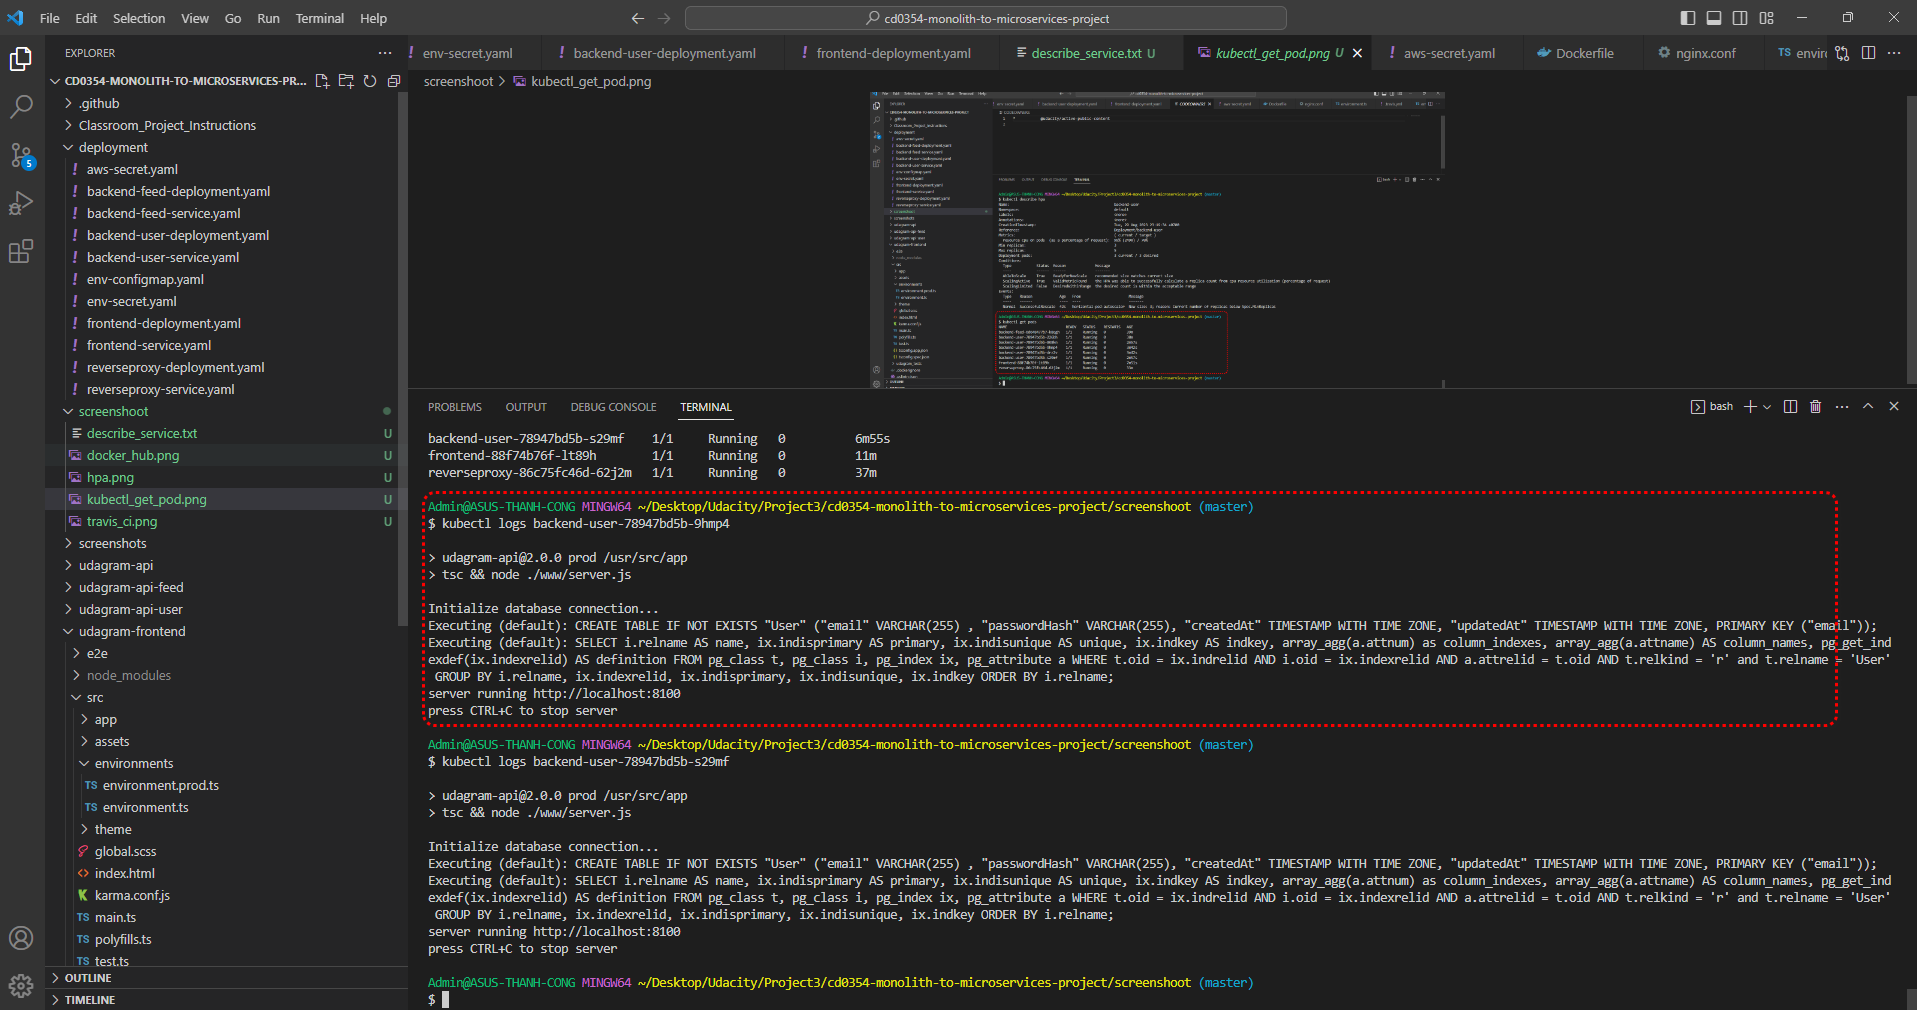 File Edit Selection View Go Run Terminal Help
cd0354-monolith-to-microservices-project
EXPLORER
env-secret.yaml
backend-user-deployment.yaml
frontend-deployment.yaml
describe_service.txt U
kubectl_get_pod.png U
aws-secret.yaml
Dockerfile
nginx.conf
TS enviro
screenshoot > kubectl_get_pod.png
CD0354-MONOLITH-TO-MICROSERVICES-PR...
.github
Classroom_Project_Instructions
deployment
! aws-secret.yaml
! backend-feed-deployment.yaml
! backend-feed-service.yaml
! backend-user-deployment.yaml
! backend-user-service.yaml
! env-configmap.yaml
! env-secret.yaml
! frontend-deployment.yaml
! frontend-service.yaml
! reverseproxy-deployment.yaml
! reverseproxy-service.yaml
screenshoot
describe_service.txt U
docker_hub.png U
hpa.png U
kubectl_get_pod.png U
travis_ci.png U
screenshots
udagram-api
udagram-api-feed
udagram-api-user
udagram-frontend
e2e
node_modules
src
app
assets
environments
TS environment.prod.ts
TS environment.ts
theme
global.scss
index.html
karma.conf.js
TS main.ts
TS polyfills.ts
TS test.ts
OUTLINE
TIMELINE
5
PROBLEMS OUTPUT DEBUG CONSOLE TERMINAL
bash
backend-user-78947bd5b-s29mf 1/1 Running 0 6m55s
frontend-88f74b76f-lt89h 1/1 Running 0 11m
reverseproxy-86c75fc46d-62j2m 1/1 Running 0 37m
Admin@ASUS-THANH-CONG MINGW64 ~/Desktop/Udacity/Project3/cd0354-monolith-to-microservices-project/screenshoot (master)
$ kubectl logs backend-user-78947bd5b-9hmp4
> udagram-api@2.0.0 prod /usr/src/app
> tsc && node ./www/server.js
Initialize database connection...
Executing (default): CREATE TABLE IF NOT EXISTS "User" ("email" VARCHAR(255) , "passwordHash" VARCHAR(255), "createdAt" TIMESTAMP WITH TIME ZONE, "updatedAt" TIMESTAMP WITH TIME ZONE, PRIMARY KEY ("email"));
Executing (default): SELECT i.relname AS name, ix.indisprimary AS primary, ix.indisunique AS unique, ix.indkey AS indkey, array_agg(a.attnum) as column_indexes, array_agg(a.attname) AS column_names, pg_get_ind
exdef(ix.indexrelid) AS definition FROM pg_class t, pg_class i, pg_index ix, pg_attribute a WHERE t.oid = ix.indrelid AND i.oid = ix.indexrelid AND a.attrelid = t.oid AND t.relkind = 'r' and t.relname = 'User'
GROUP BY i.relname, ix.indexrelid, ix.indisprimary, ix.indisunique, ix.indkey ORDER BY i.relname;
server running http://localhost:8100
press CTRL+C to stop server
Admin@ASUS-THANH-CONG MINGW64 ~/Desktop/Udacity/Project3/cd0354-monolith-to-microservices-project/screenshoot (master)
$ kubectl logs backend-user-78947bd5b-s29mf
> udagram-api@2.0.0 prod /usr/src/app
> tsc && node ./www/server.js
Initialize database connection...
Executing (default): CREATE TABLE IF NOT EXISTS "User" ("email" VARCHAR(255) , "passwordHash" VARCHAR(255), "createdAt" TIMESTAMP WITH TIME ZONE, "updatedAt" TIMESTAMP WITH TIME ZONE, PRIMARY KEY ("email"));
Executing (default): SELECT i.relname AS name, ix.indisprimary AS primary, ix.indisunique AS unique, ix.indkey AS indkey, array_agg(a.attnum) as column_indexes, array_agg(a.attname) AS column_names, pg_get_ind
exdef(ix.indexrelid) AS definition FROM pg_class t, pg_class i, pg_index ix, pg_attribute a WHERE t.oid = ix.indrelid AND i.oid = ix.indexrelid AND a.attrelid = t.oid AND t.relkind = 'r' and t.relname = 'User'
GROUP BY i.relname, ix.indexrelid, ix.indisprimary, ix.indisunique, ix.indkey ORDER BY i.relname;
server running http://localhost:8100
press CTRL+C to stop server
Admin@ASUS-THANH-CONG MINGW64 ~/Desktop/Udacity/Project3/cd0354-monolith-to-microservices-project/screenshoot (master)
$